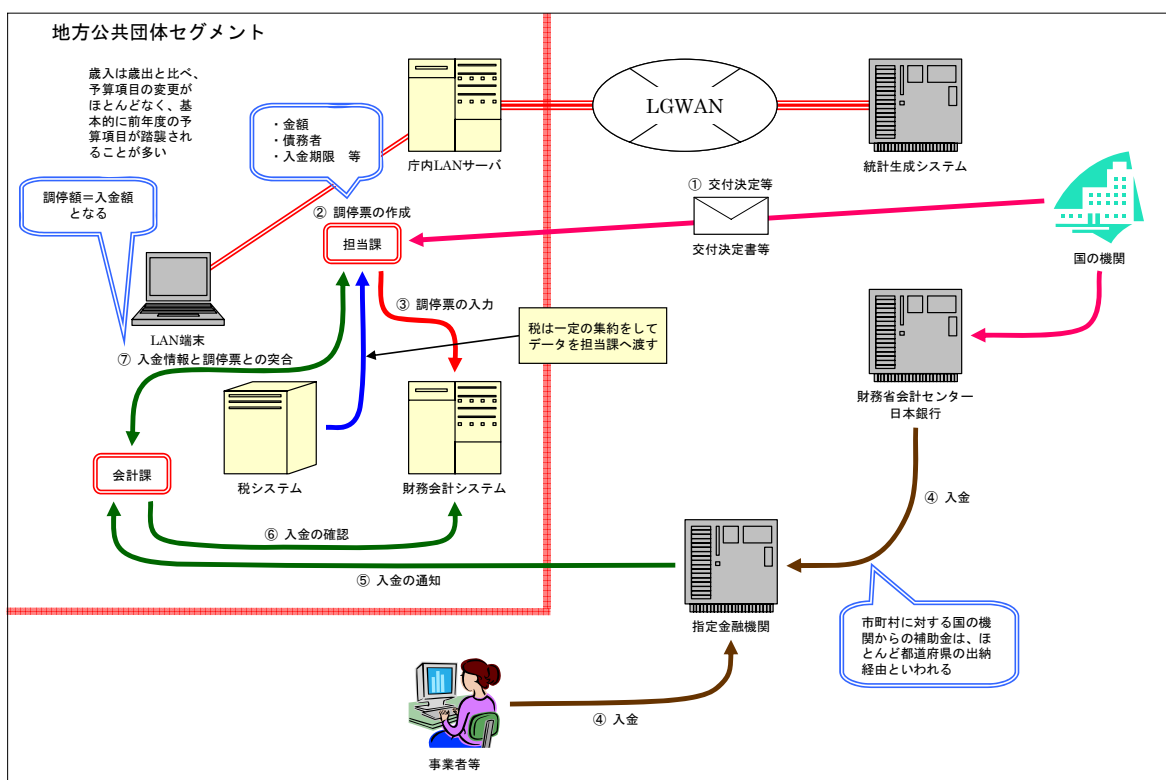 地方公共団体セグメント
歳入は歳出と比べ、
予算項目の変更が
ほとんどなく、基
本的に前年度の予
算項目が踏襲され
ることが多い
・金額
・債務者
・入金期限　等
庁内LANサーバ
LGWAN
統計生成システム
調停額＝入金額
となる
② 調停票の作成
担当課
① 交付決定等
交付決定書等
国の機関
③ 調停票の入力
LAN端末
税は一定の集約をして
データを担当課へ渡す
⑦ 入金情報と調停票との突合
財務省会計センター
日本銀行
会計課
税システム
財務会計システム
④ 入金
⑥ 入金の確認
⑤ 入金の通知
指定金融機関
市町村に対する国の機
関からの補助金は、ほ
とんど都道府県の出納
経由といわれる
④ 入金
事業者等